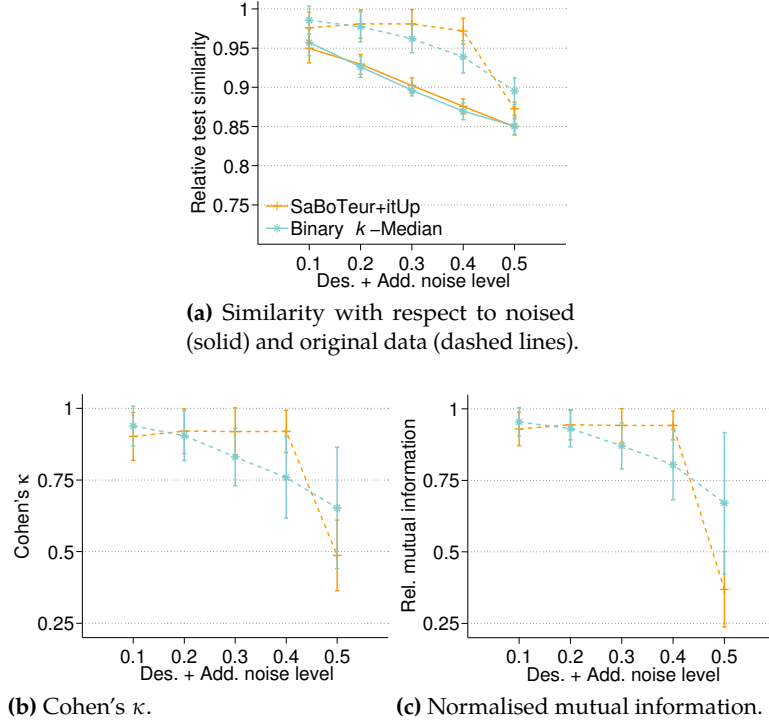 1
0.95
0.9
0.85
0.8
0.75
Relative test similarity
SaBoTeur+itUp
Binary k−Median
0.1 0.2 0.3 0.4 0.5
Des. + Add. noise level
(a) Similarity with respect to noised
(solid) and original data (dashed lines).
1
0.75
0.5
0.25
Cohen's κ
0.1 0.2 0.3 0.4 0.5
Des. + Add. noise level
(b) Cohen's κ.
1
0.75
0.5
0.25
Rel. mutual information
0.1 0.2 0.3 0.4 0.5
Des. + Add. noise level
(c) Normalised mutual information.